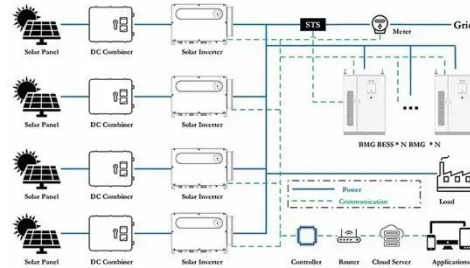 STS
Meter
Grid
Solar Panel
DC Combiner
Solar Inverter
Solar Panel
DC Combiner
Solar Inverter
BMG BESS * N BMG * N
Solar Panel
DC Combiner
Solar Inverter
Power
Communication
Load
Solar Panel
DC Combiner
Solar Inverter
Controller
Router
Cloud Server
Applications